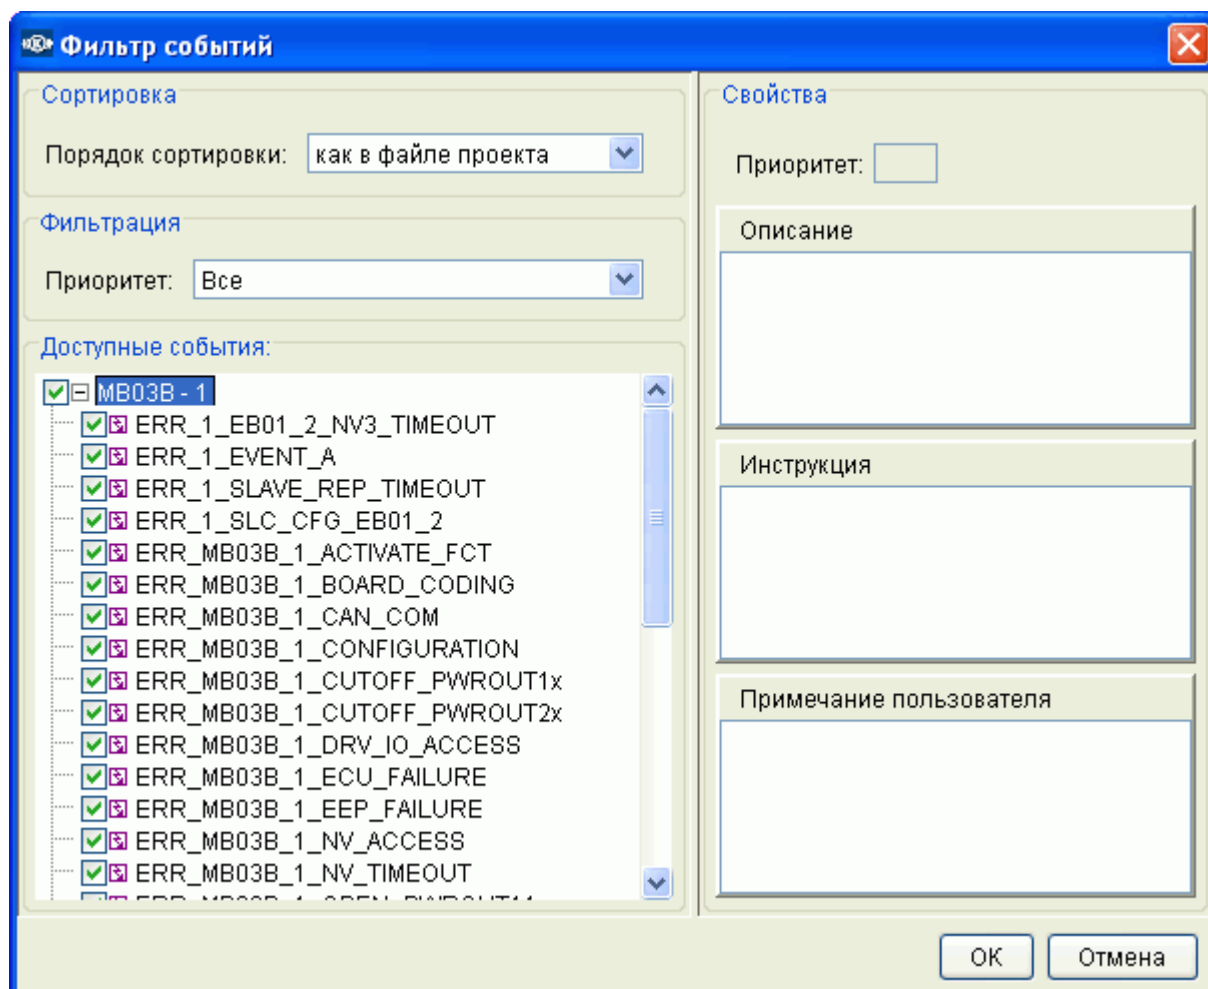 Фильтр событий
Сортировка
Порядок сортировки: как в файле проекта
Фильтрация
Приоритет: Все
Доступные события:
MB03B - 1
ERR_1_EB01_2_NV3_TIMEOUT
ERR_1_EVENT_A
ERR_1_SLAVE_REP_TIMEOUT
ERR_1_SLC_CFG_EB01_2
ERR_MB03B_1_ACTIVATE_FCT
ERR_MB03B_1_BOARD_CODING
ERR_MB03B_1_CAN_COM
ERR_MB03B_1_CONFIGURATION
ERR_MB03B_1_CUTOFF_PWROUT1x
ERR_MB03B_1_CUTOFF_PWROUT2x
ERR_MB03B_1_DRV_IO_ACCESS
ERR_MB03B_1_ECU_FAILURE
ERR_MB03B_1_EEP_FAILURE
ERR_MB03B_1_NV_ACCESS
ERR_MB03B_1_NV_TIMEOUT
Свойства
Приоритет:
Описание
Инструкция
Примечание пользователя
OK
Отмена